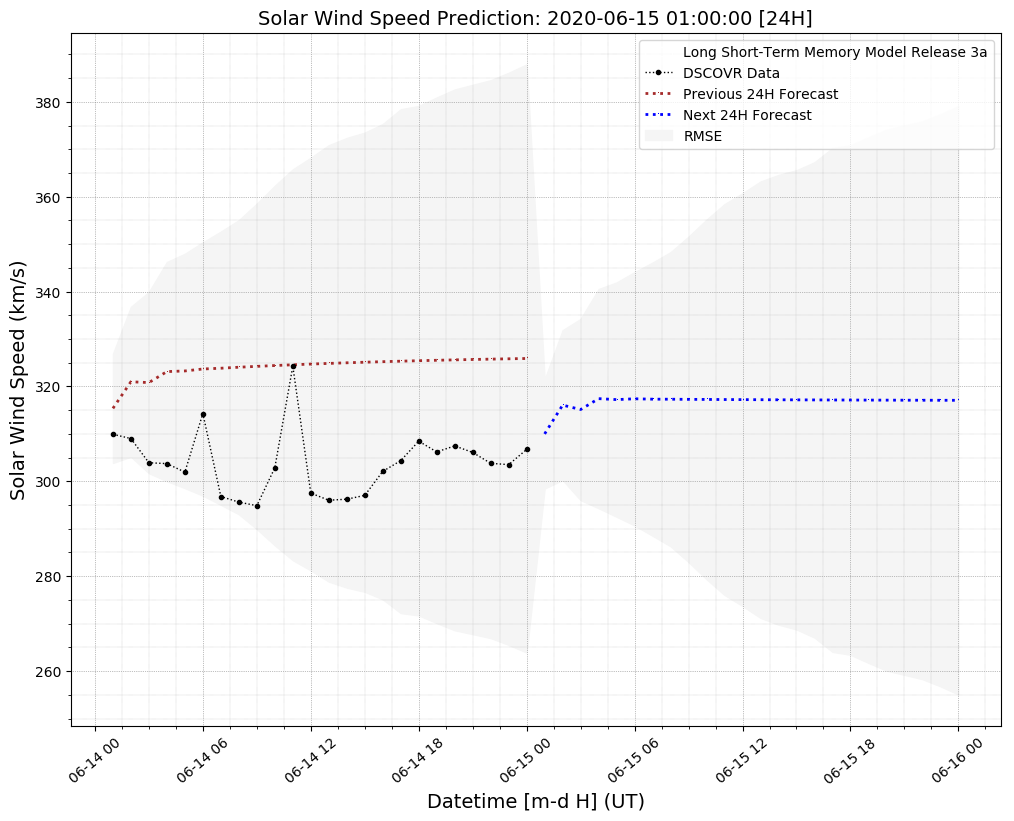 Solar Wind Speed Prediction: 2020-06-15 01:00:00 [24H]
Long Short-Term Memory Model Release 3a
DSCOVR Data
Previous 24H Forecast
Next 24H Forecast
RMSE
Solar Wind Speed (km/s)
380
360
340
320
300
280
260
06-14 00
06-14 06
06-14 12
06-14 18
06-15 00
06-15 06
06-15 12
06-15 18
06-16 00
Datetime [m-d H] (UT)